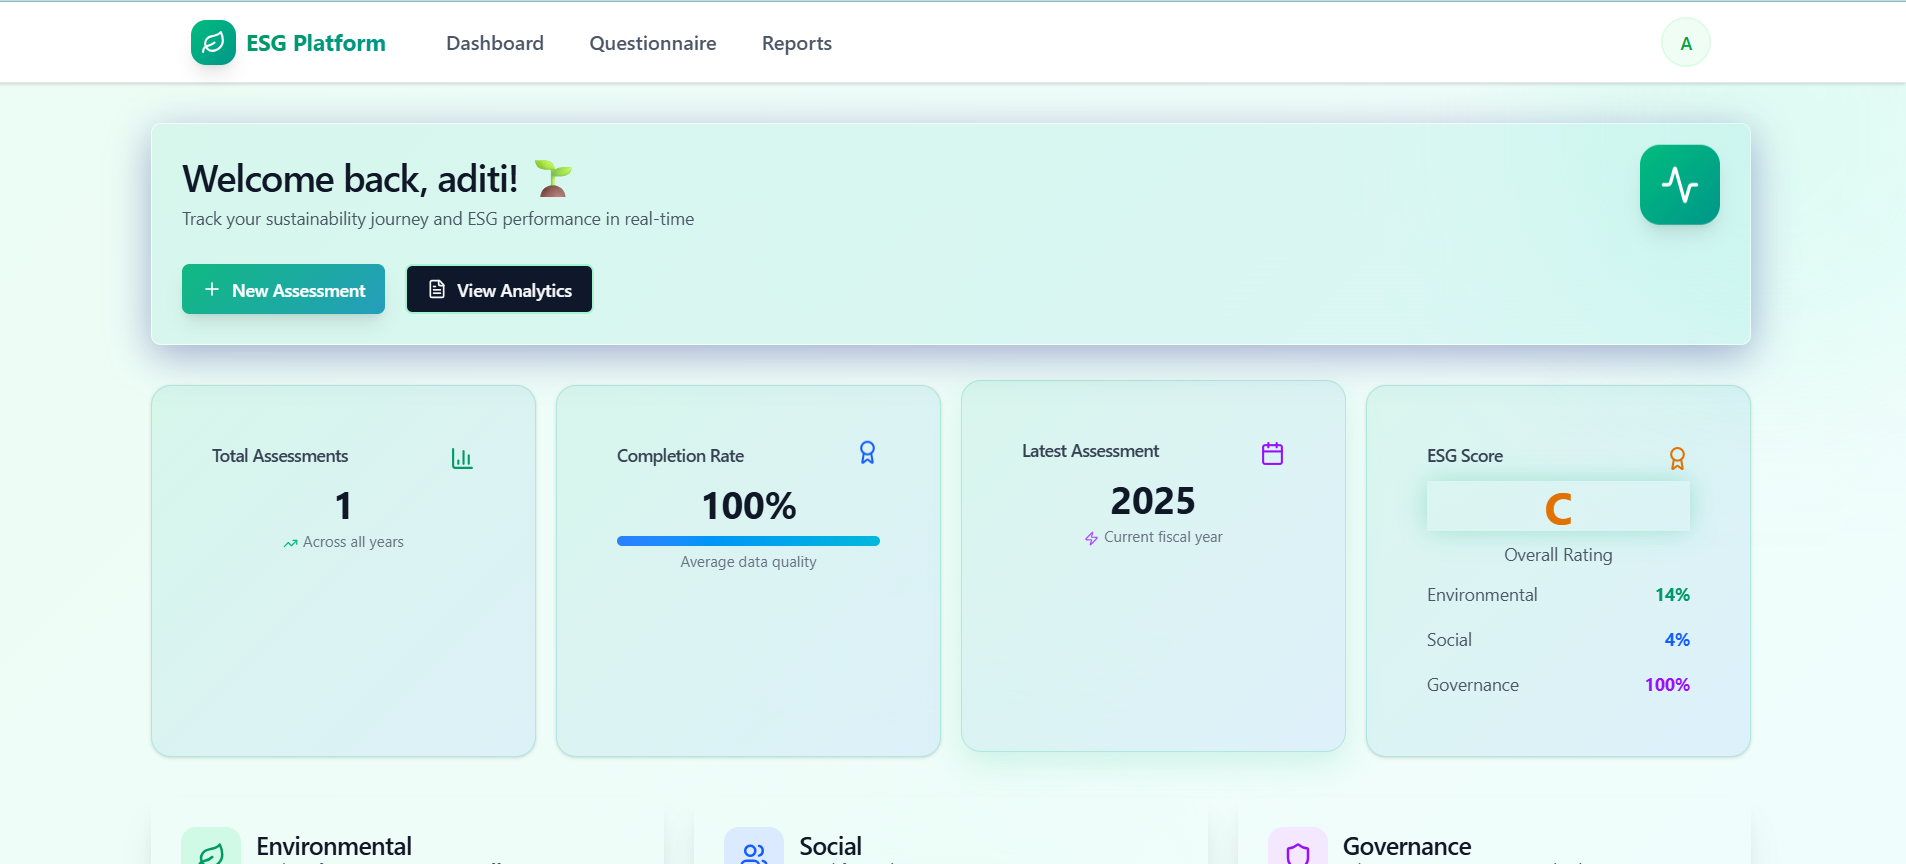 ESG Platform
Dashboard
Questionnaire
Reports
A
Welcome back, aditi!
Track your sustainability journey and ESG performance in real-time
New Assessment
View Analytics
Total Assessments
1
Across all years
Completion Rate
100%
Average data quality
Latest Assessment
2025
Current fiscal year
ESG Score
C
Overall Rating
Environmental 14%
Social 4%
Governance 100%
Environmental
Social
Governance